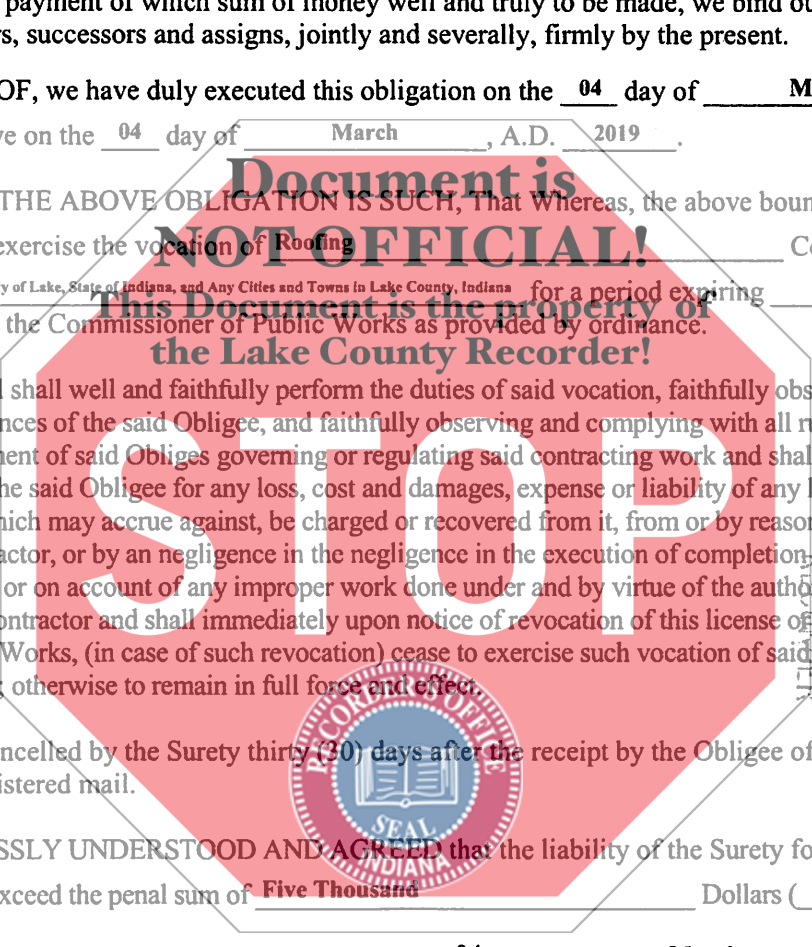 payment of which sum of money well and truly to be made, we bind
s, successors and assigns, jointly and severally, firmly by the present.
OF, we have duly executed this obligation on the 04 day of
ve on the 04 day of March, A.D. 2019.
Document is
THE ABOVE OBLIGATION IS SUCH, That Whereas, the above
NOT OFFICIAL!
exercise the vocation of Roofing
y of Lake, State of Indiana, and Any Cities and Towns in Lake County, Indiana for a period expiring
This Document is the property of
the Commissioner of Public Works as provided by ordinance.
the Lake County Recorder!
shall well and faithfully perform the duties of said vocation, faithfully obs
nces of the said Obligee, and faithfully observing and complying with all
ment of said Obliges governing or regulating said contracting work and shal
STOP
he said Obligee for any loss, cost and damages, expense or liability of any
hich may accrue against, be charged or recovered from it, from or by reaso
actor, or by an negligence in the negligence in the execution of completion
or on account of any improper work done under and by virtue of the autho
ontractor and shall immediately upon notice of revocation of this license of
Works, (in case of such revocation) cease to exercise such vocation of said
; otherwise to remain in full force and effect.
RECORDER'S OFFICE
ncelled by the Surety thirty (30) days after the receipt by the Obligee of
istered mail.
SEAL
SSLY UNDERSTOOD AND AGREED that the liability of the Surety fo
INDIANA
xceed the penal sum of Five Thousand Dollars (